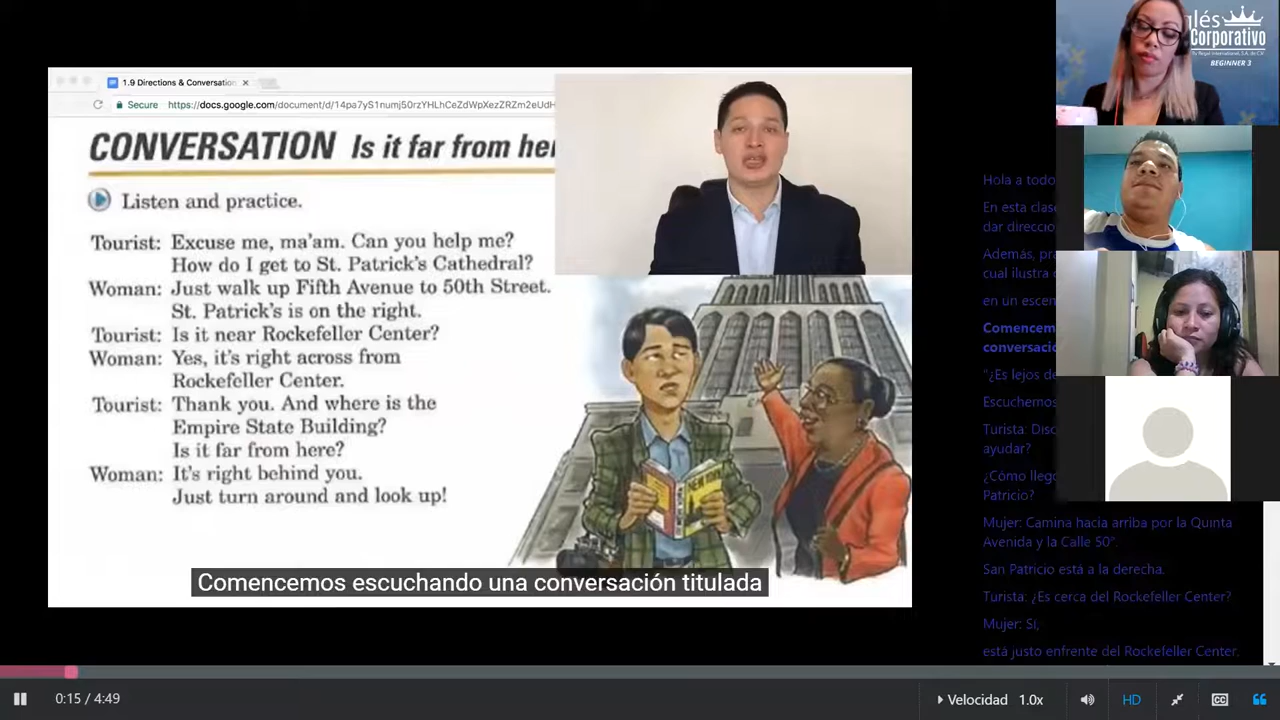 1.9 Directions & Conversation
Secure
https://docs.google.com/document/d/14pa7yS1numj50rzYHLhCeZdWpXezZRZm2eUdH
CONVERSATION Is it far from her
Listen and practice.
Tourist: Excuse me, ma'am. Can you help me?
How do I get to St. Patrick's Cathedral?
Woman: Just walk up Fifth Avenue to 50th Street.
St. Patrick's is on the right.
Tourist: Is it near Rockefeller Center?
Woman: Yes, it's right across from
Rockefeller Center.
Tourist: Thank you. And where is the
Empire State Building?
Is it far from here?
Woman: It's right behind you.
Just turn around and look up!
NEW YORK
Comencemos escuchando una conversación titulada
lés
Corporativo
BEGINNER 3
Hola a todo
En esta clase
dar direccio
Además, pra
cual ilustra
en un escen
Comencem
conversació
"¿Es lejos de
Escuchemos
Turista: Disc
ayudar?
¿Cómo llego
Patricio?
Mujer: Camina hacia arriba por la Quinta
Avenida y la Calle 50°.
San Patricio está a la derecha.
Turista: ¿Es cerca del Rockefeller Center?
Mujer: Sí,
está justo enfrente del Rockefeller Center.
0:15 / 4:49
Velocidad 1.0x
HD
CC